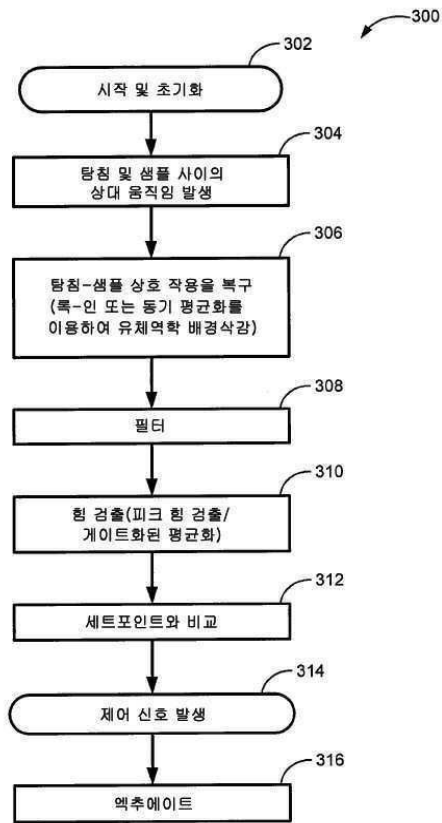 300
302
시작 및 초기화
304
탐침 및 샘플 사이의
상대 움직임 발생
306
탐침-샘플 상호 작용을 복구
(록-인 또는 동기 평균화를
이용하여 유체역학 배경삭감)
308
필터
310
힘 검출(피크 힘 검출/
게이트화된 평균화)
312
세트포인트와 비교
314
제어 신호 발생
316
엑추에이트